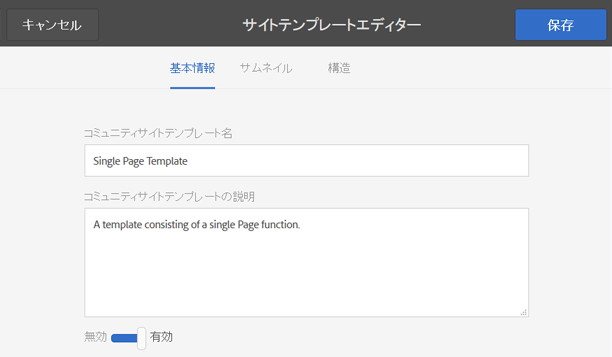 キャンセル サイトテンプレートエディター 保存
基本情報 サムネイル 構造
コミュニティサイトテンプレート名
Single Page Template
コミュニティサイトテンプレートの説明
A template consisting of a single Page function.
無効 有効